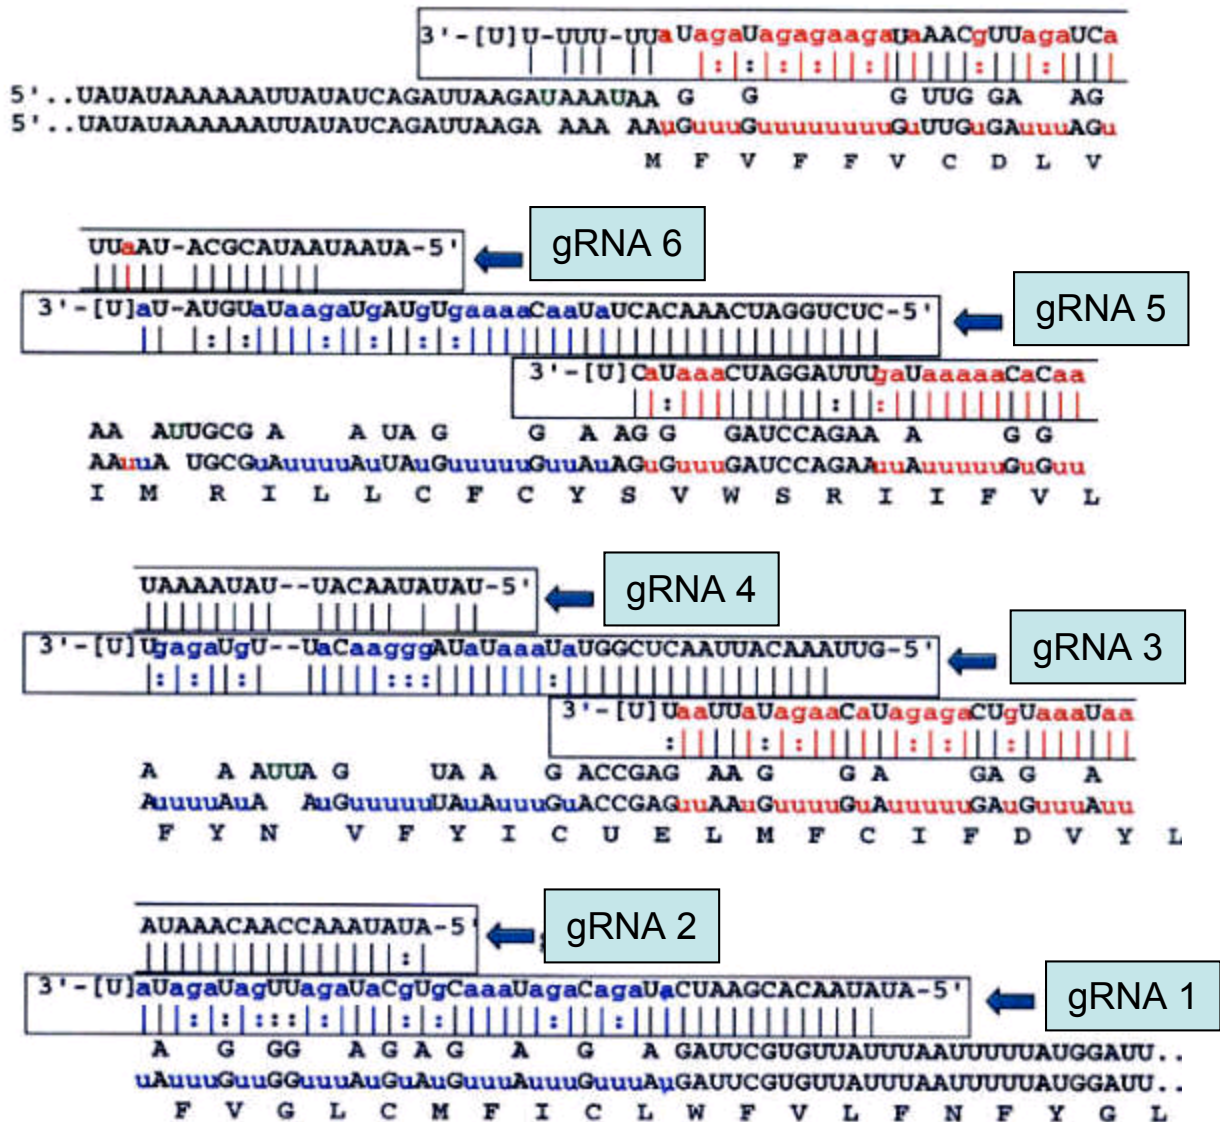 3'-[U]U-UUU-UUaUagaUagagaagaUaAACgUUagaUCa
5'..UAUAUAAAAAAUUAUAUCAGAUUAAGAUAAAUAA G G G UUG GA AG
5'..UAUAUAAAAAAUUAUAUCAGAUUAAGA AAA AAuGuuuGuuuuuuuuGuUUGuGAuuuAGu
M F V F F V C D L V
UUaAU-ACGCAUAAUAAUA-5'
gRNA 6
3'-[U]aU-AUGUaUaagaUgAUgUgaaaaCaaUaUCACAAACUAGGUCUC-5'
gRNA 5
3'-[U]CaUaaaCUAGGAUUUgaUaaaaaCaCaa
AA AUUGCG A A UAG G G A AG G GAUCCAGAA A G G
AAuuA UGCGuAuuuuAuUAuGuuuuuGuuAuAGuGuuuGAUCCAGAAuuAuuuuuGuGuu
I M R I L L C F C Y S V W S R I I F V L
UAAAAUAU--UACAAUAUAU-5'
gRNA 4
3'-[U]UgagaUgU--UaCaagggAUaUaaaUaUGGCUCAAUUACAAAUUG-5'
gRNA 3
3'-[U]UaaUUaUagaaCaUagagaCUgUaaaUaa
A A AUUA G UA A G ACCGAG AAG G A GA G A
AuuuuAuA AuGuuuuuUAuAuuuGuACCGAGuuAAuGuuuuGuAuuuuuGAuGuuuAuu
F Y N V F Y I C U E L M F C I F D V Y L
AUAAACAACCAAAUAUA-5'
gRNA 2
3'-[U]aUagaUagUUagaUaCgUgCaaaUagaCagaUaCUAAGCACAAUAUA-5'
gRNA 1
A G GG A G A G A G A GAUUCGUGUUAUUUAAUUUUUAUGGAUU..
uAuuuGuuGGuuuAuGuAuGuuuAuuuGuuuAuGAUUCGUGUUAUUUAAUUUUUAUGGAUU..
F V G L C M F I C L W F V L F N F Y G L